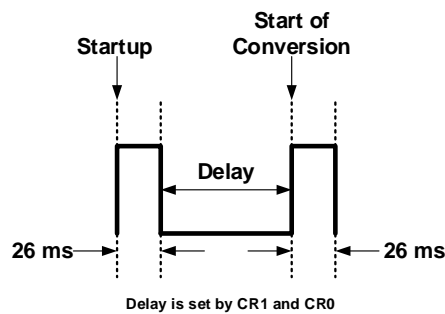 Startup
Start of
Conversion
Delay
26 ms
26 ms
Delay is set by CR1 and CR0